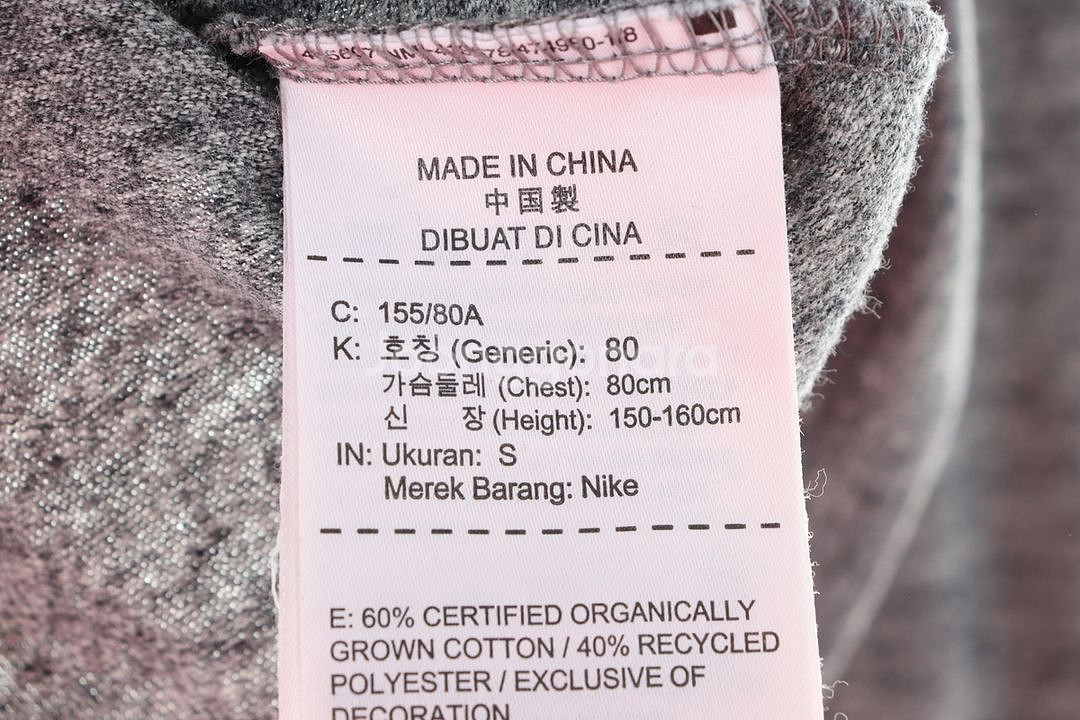 MADE IN CHINA
中国製
DIBUAT DI CINA
C: 155/80A
K: 호칭 (Generic): 80
가슴둘레 (Chest): 80cm
신 장 (Height): 150-160cm
IN: Ukuran: S
Merek Barang: Nike
E: 60% CERTIFIED ORGANICALLY
GROWN COTTON / 40% RECYCLED
POLYESTER / EXCLUSIVE OF
DECORATION